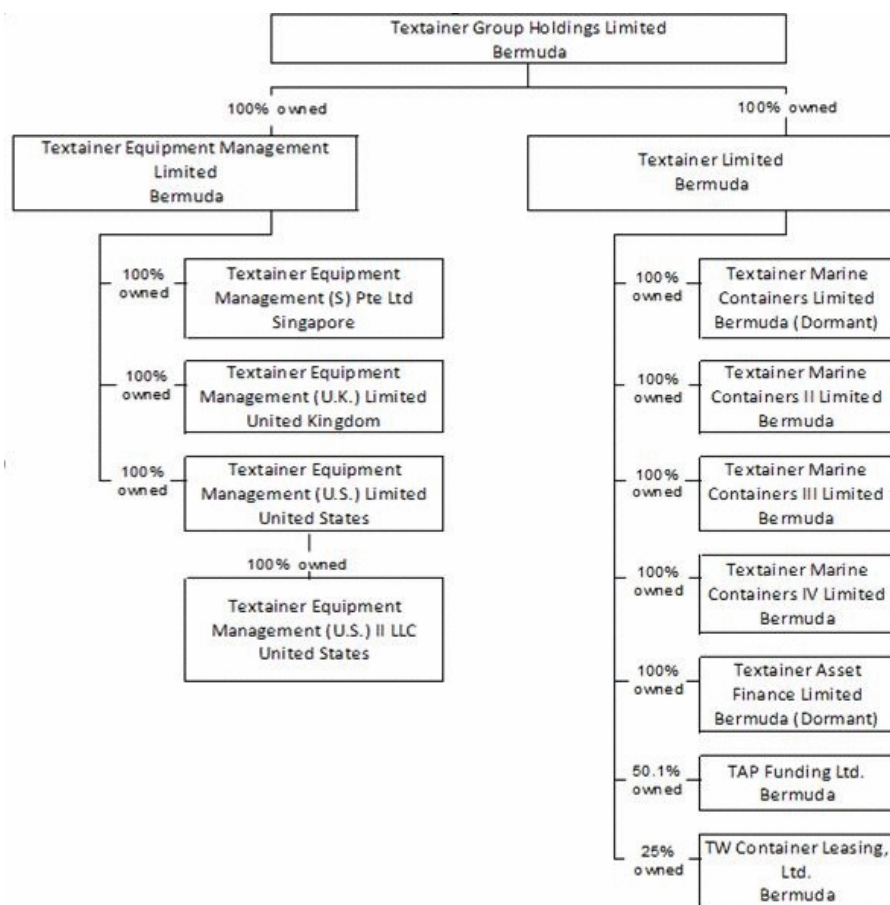 Textainer Group Holdings Limited
Bermuda
100% owned
100% owned
Textainer Equipment Management
Limited
Bermuda
Textainer Limited
Bermuda
100%
owned
Textainer Equipment
Management (S) Pte Ltd
Singapore
100%
owned
Textainer Equipment
Management (U.K.) Limited
United Kingdom
100%
owned
Textainer Equipment
Management (U.S.) Limited
United States
100% owned
Textainer Equipment
Management (U.S.) II LLC
United States
100%
owned
Textainer Marine
Containers Limited
Bermuda (Dormant)
100%
owned
Textainer Marine
Containers II Limited
Bermuda
100%
owned
Textainer Marine
Containers III Limited
Bermuda
100%
owned
Textainer Marine
Containers IV Limited
Bermuda
100%
owned
Textainer Asset
Finance Limited
Bermuda (Dormant)
50.1%
owned
TAP Funding Ltd.
Bermuda
25%
owned
TW Container Leasing,
Ltd.
Bermuda